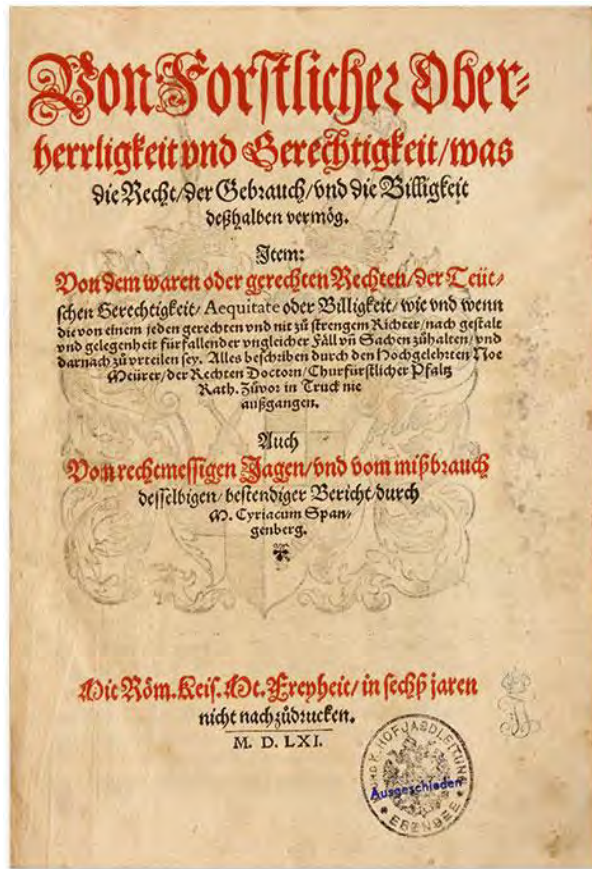 Von Forstlicher Ober-
herrligkeit vnd Gerechtigkeit/was
die Recht/der Gebrauch/vnd die Billigkeit
deßhalben vermög.
Item:
Von dem waren oder gerechten Rechten/der Teüt-
schen Gerechtigkeit/Aequitate oder Billigkeit/wie vnd wenn
die von einem jeden gerechten vnd nit zů strengem Richter/nach gestalt
vnd gelegenheit fürfallender vngleicher Fäll vñ Sachen zůhalten/vnd
darnach zů vrteilen sey. Alles beschriben durch den Hochgelehrten Noe
Meürer/der Rechten Doctorn/Churfürstlicher Pfaltz
Rath. Zůvor in Truck nie
außgangen.
Auch
Vom rechtmessigen Jagen/vnd vom mißbrauch
desselbigen/bestendiger Bericht/durch
M. Cyriacum Span-
genberg.
Mit Röm. Keis. Mt. Freyheit/in sechß jaren
nicht nachzůdrucken.
M. D. LXI.
UND K. HOFJAGDLEITUNG
Ausgeschieden
* EBENSEE *